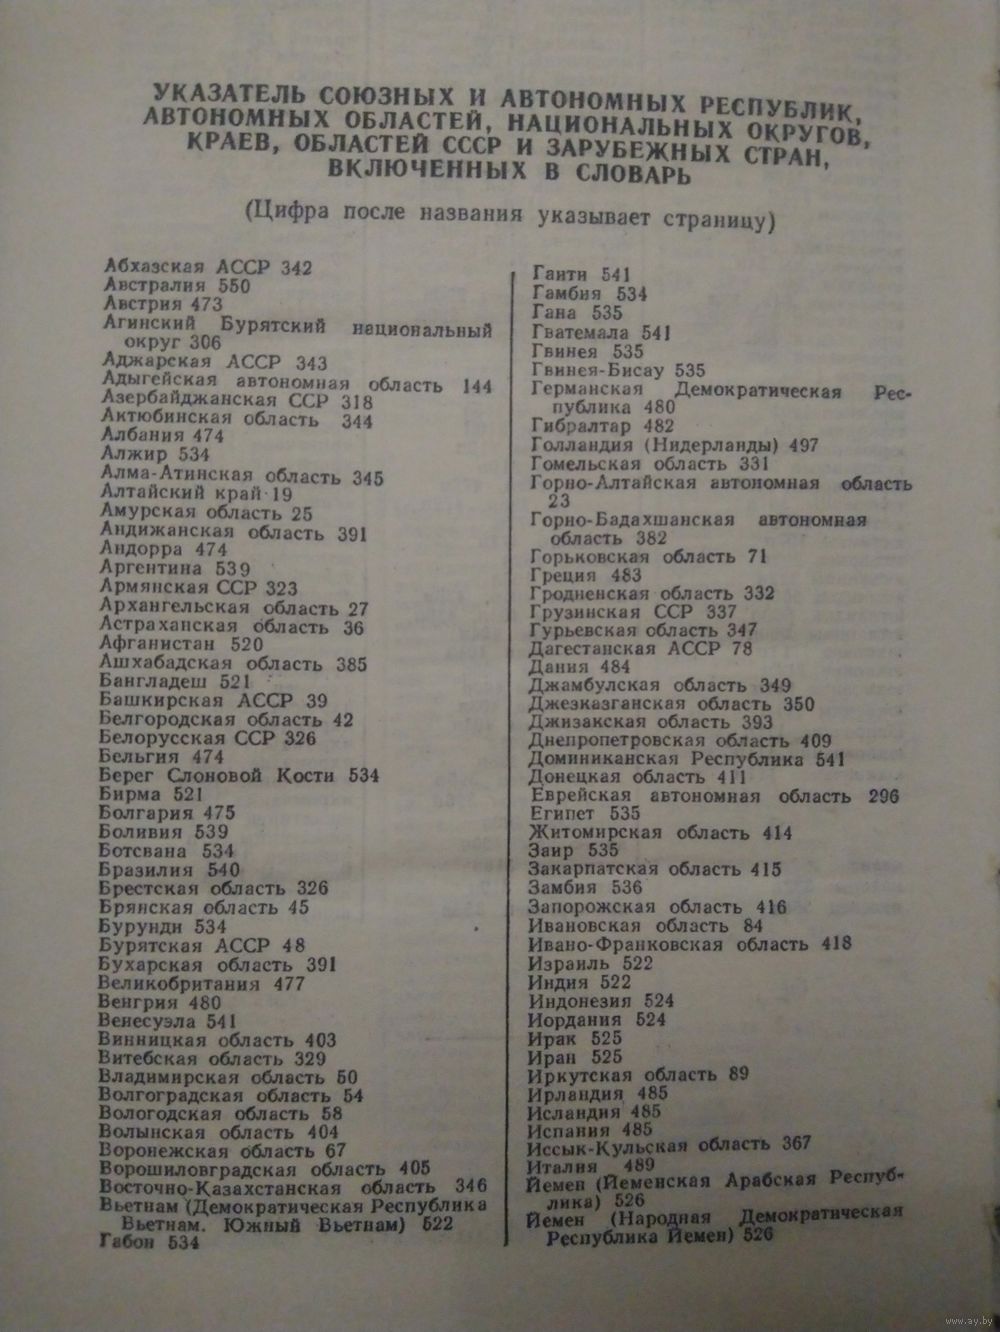 УКАЗАТЕЛЬ СОЮЗНЫХ И АВТОНОМНЫХ РЕСПУБЛИК,
АВТОНОМНЫХ ОБЛАСТЕЙ, НАЦИОНАЛЬНЫХ ОКРУГОВ,
КРАЕВ, ОБЛАСТЕЙ СССР И ЗАРУБЕЖНЫХ СТРАН,
ВКЛЮЧЕННЫХ В СЛОВАРЬ
(Цифра после названия указывает страницу)
Абхазская АССР 342
Австралия 550
Австрия 473
Агинский Бурятский национальный
округ 306
Аджарская АССР 343
Адыгейская автономная область 144
Азербайджанская ССР 318
Актюбинская область 344
Албания 474
Алжир 534
Алма-Атинская область 345
Алтайский край 19
Амурская область 25
Андижанская область 391
Андорра 474
Аргентина 539
Армянская ССР 323
Архангельская область 27
Астраханская область 36
Афганистан 520
Ашхабадская область 385
Бангладеш 521
Башкирская АССР 39
Белгородская область 42
Белорусская ССР 326
Бельгия 474
Берег Слоновой Кости 534
Бирма 521
Болгария 475
Боливия 539
Ботсвана 534
Бразилия 540
Брестская область 326
Брянская область 45
Бурунди 534
Бурятская АССР 48
Бухарская область 391
Великобритания 477
Венгрия 480
Венесуэла 541
Винницкая область 403
Витебская область 329
Владимирская область 50
Волгоградская область 54
Вологодская область 58
Волынская область 404
Воронежская область 67
Ворошиловградская область 405
Восточно-Казахстанская область 346
Вьетнам (Демократическая Республика
Вьетнам. Южный Вьетнам) 522
Габон 534
Гаити 541
Гамбия 534
Гана 535
Гватемала 541
Гвинея 535
Гвинея-Бисау 535
Германская Демократическая Рес-
публика 480
Гибралтар 482
Голландия (Нидерланды) 497
Гомельская область 331
Горно-Алтайская автономная область
23
Горно-Бадахшанская автономная
область 382
Горьковская область 71
Греция 483
Гродненская область 332
Грузинская ССР 337
Гурьевская область 347
Дагестанская АССР 78
Дания 484
Джамбулская область 349
Джезказганская область 350
Джизакская область 393
Днепропетровская область 409
Доминиканская Республика 541
Донецкая область 411
Еврейская автономная область 296
Египет 535
Житомирская область 414
Заир 535
Закарпатская область 415
Замбия 536
Запорожская область 416
Ивановская область 84
Ивано-Франковская область 418
Израиль 522
Индия 522
Индонезия 524
Иордания 524
Ирак 525
Иран 525
Иркутская область 89
Ирландия 485
Исландия 485
Испания 485
Иссык-Кульская область 367
Италия 489
Йемен (Йеменская Арабская Респуб-
лика) 526
Йемен (Народная Демократическая
Республика Йемен) 526
www.ay.by